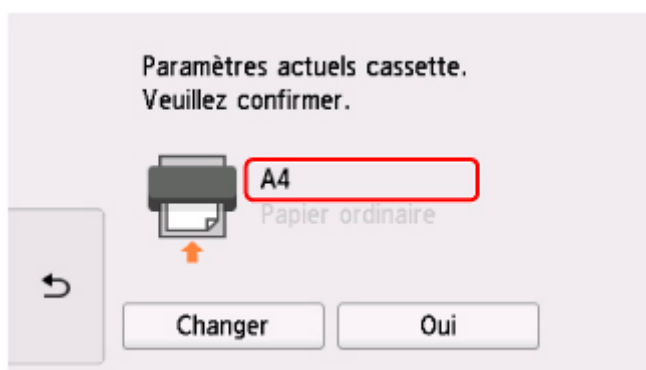 Paramètres actuels cassette.
Veuillez confirmer.
A4
Papier ordinaire
Changer
Oui